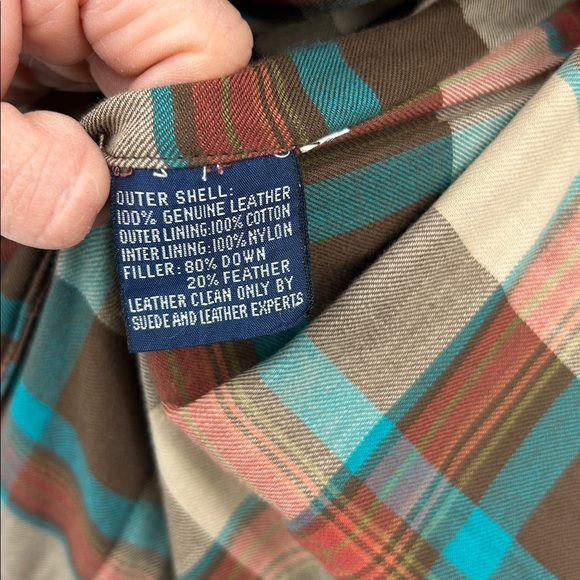 OUTER SHELL:
100% GENUINE LEATHER
OUTER LINING:100% COTTON
INTER LINING:100% NYLON
FILLER: 80% DOWN
20% FEATHER
LEATHER CLEAN ONLY BY
SUEDE AND LEATHER EXPERTS